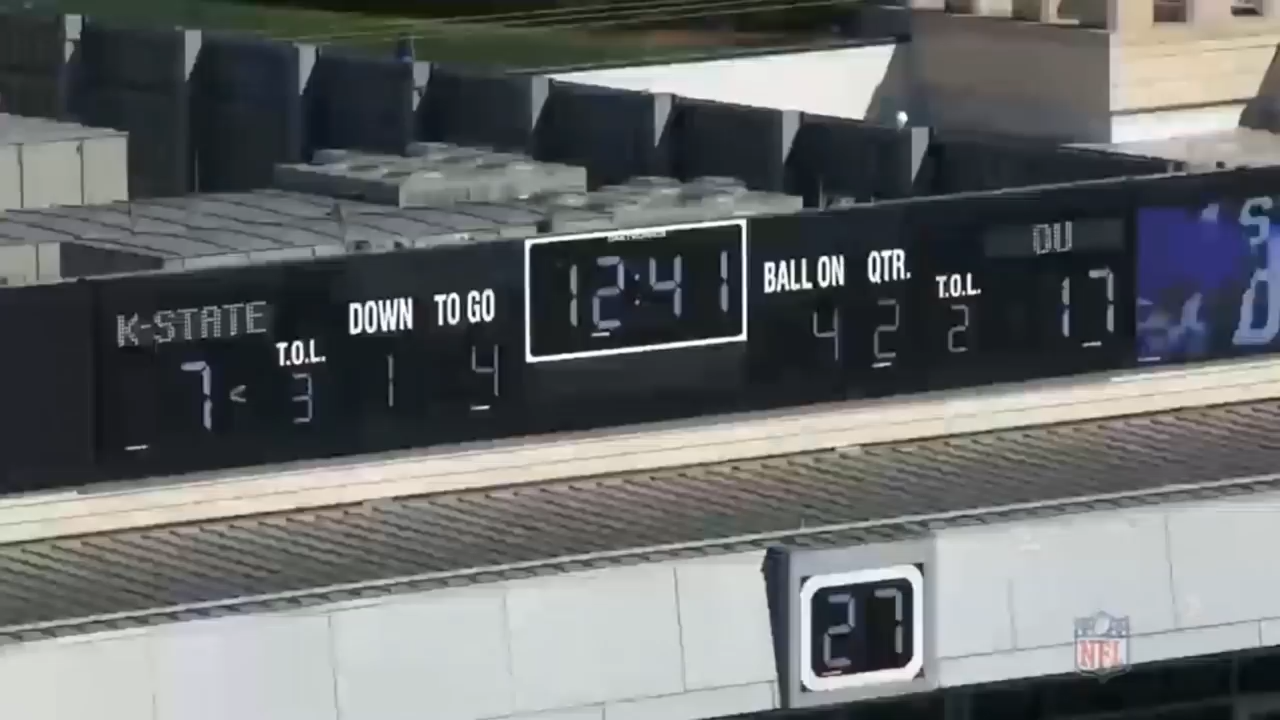 K-STATE
7 < T.O.L. 3
DOWN 1
TO GO 4
12:41
BALL ON 4
QTR. 2
T.O.L. 2
OU
17
27
NFL